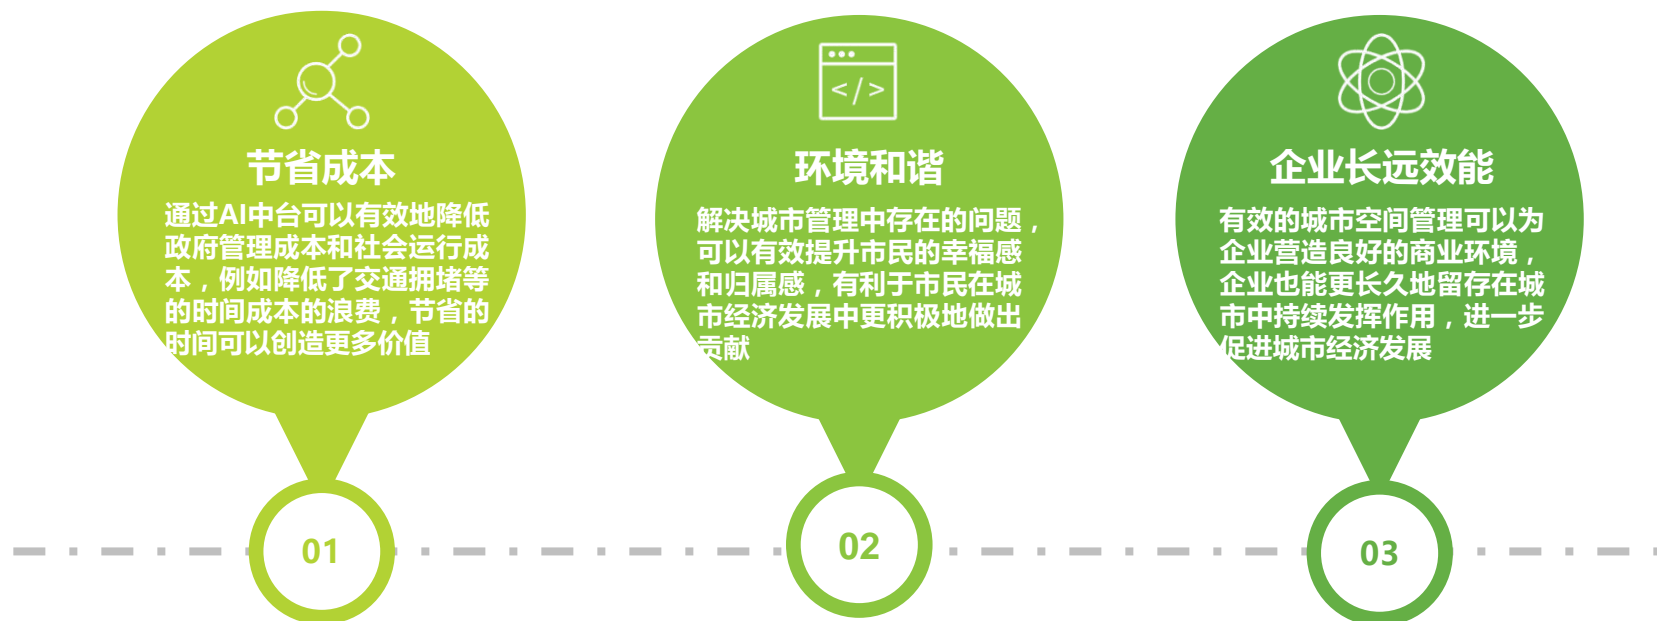 节省成本
通过AI中台可以有效地降低
政府管理成本和社会运行成
本，例如降低了交通拥堵等
的时间成本的浪费，节省的
时间可以创造更多价值
01
</>
环境和谐
解决城市管理中存在的问题，
可以有效提升市民的幸福感
和归属感，有利于市民在城
市经济发展中更积极地做出
贡献
02
企业长远效能
有效的城市空间管理可以为
企业营造良好的商业环境，
企业也能更长久地留存在城
市中持续发挥作用，进一步
促进城市经济发展
03